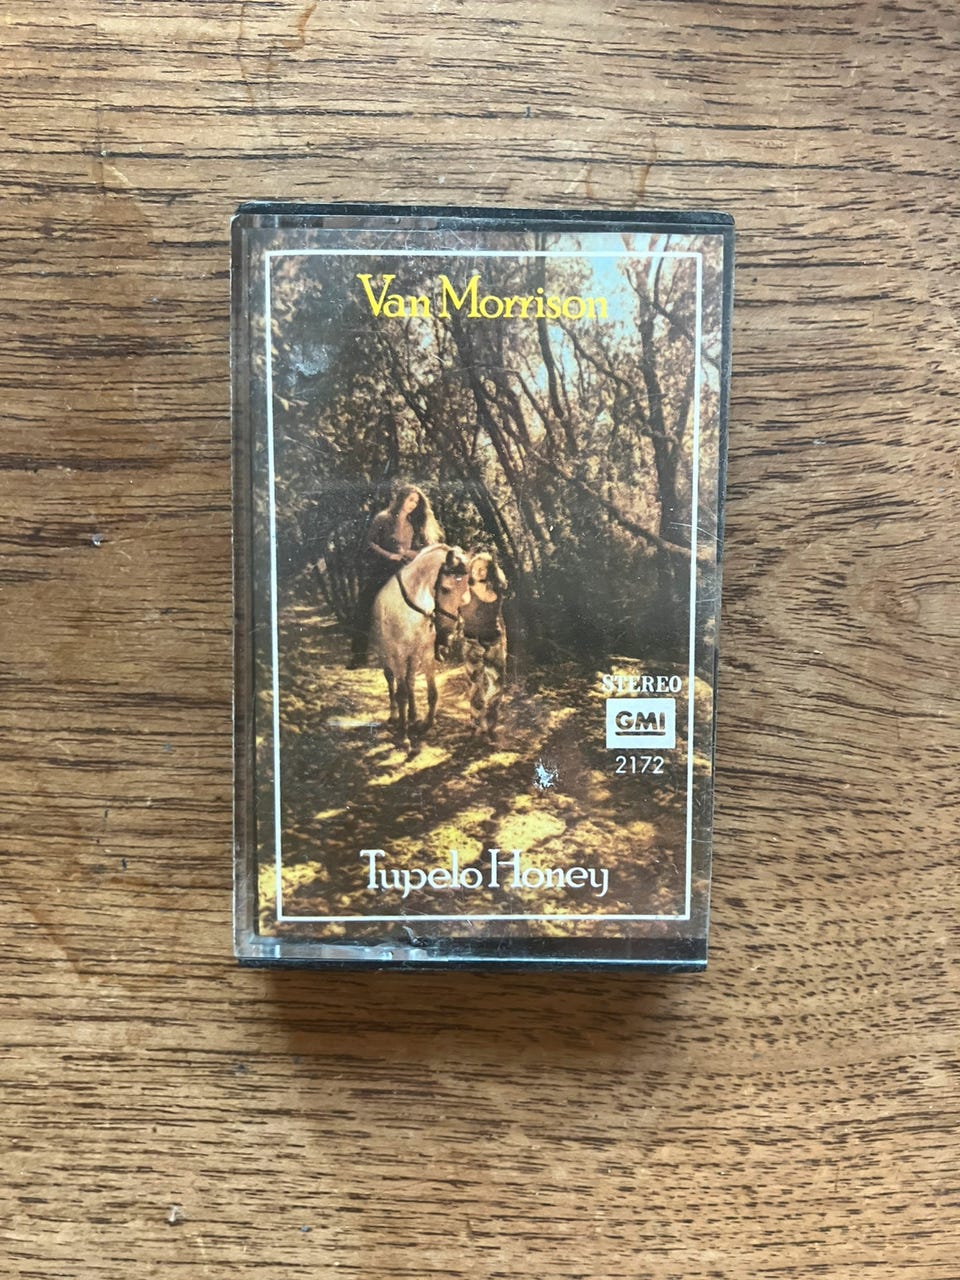 Van Morrison
STEREO
GMI
2172
Tupelo Honey